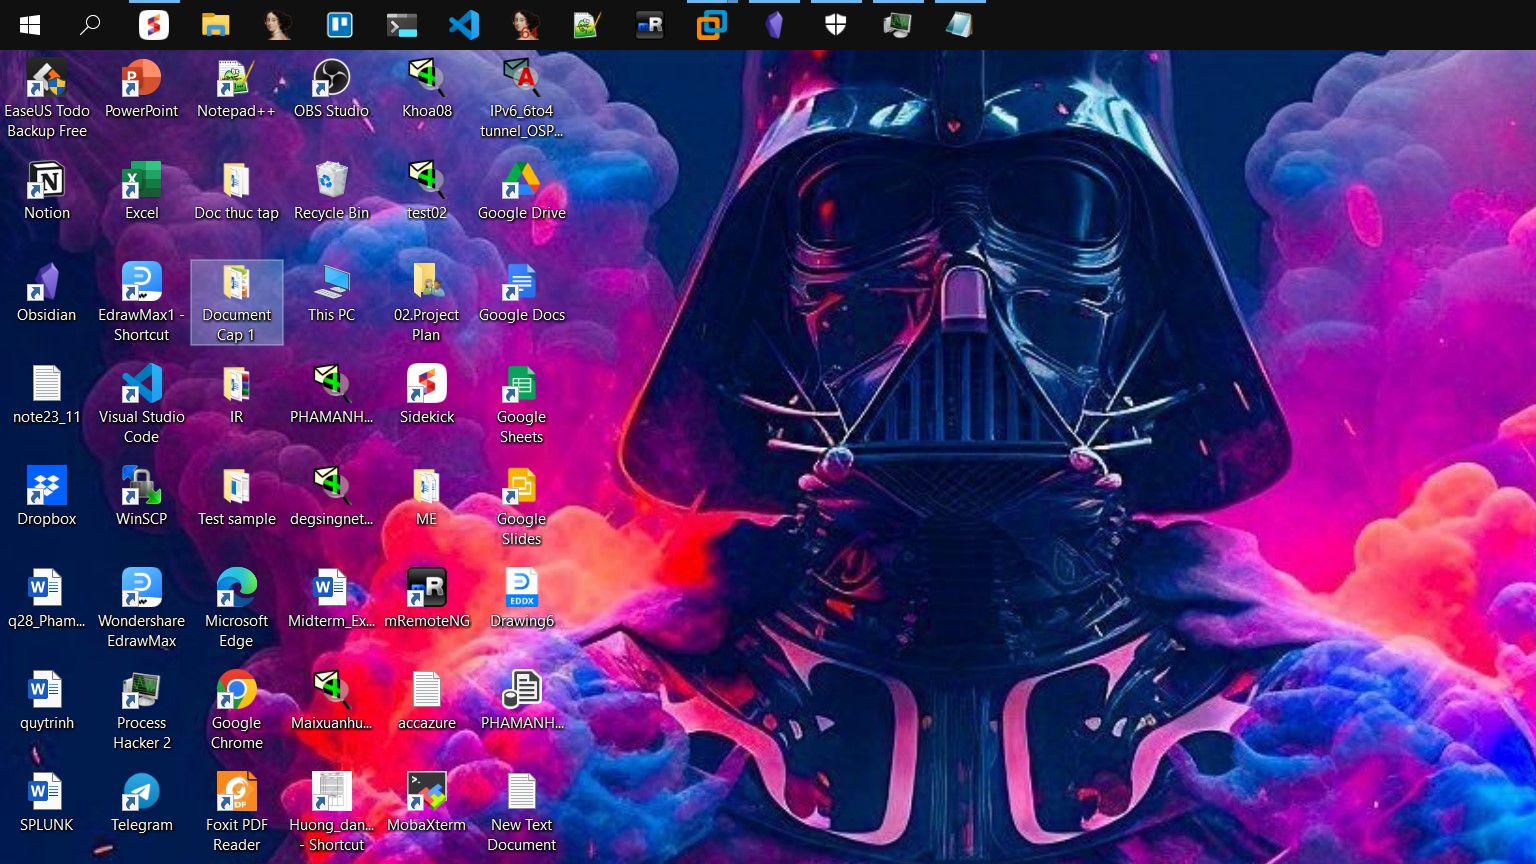 EaseUS Todo
Backup Free
PowerPoint
Notepad++
OBS Studio
Khoa08
IPv6_6to4
tunnel_OSP...
Notion
Excel
Doc thuc tap
Recycle Bin
test02
Google Drive
Obsidian
EdrawMax1 -
Shortcut
Document
Cap 1
This PC
02.Project
Plan
Google Docs
note23_11
Visual Studio
Code
IR
PHAMANH...
Sidekick
Google
Sheets
Dropbox
WinSCP
Test sample
degsingnet...
ME
Google
Slides
q28_Pham...
Wondershare
EdrawMax
Microsoft
Edge
Midterm_Ex...
mRemoteNG
EDDX
Drawing6
quytrinh
Process
Hacker 2
Google
Chrome
Maixuanhu...
accazure
PHAMANH...
SPLUNK
Telegram
Foxit PDF
Reader
Huong_dan...
- Shortcut
MobaXterm
New Text
Document